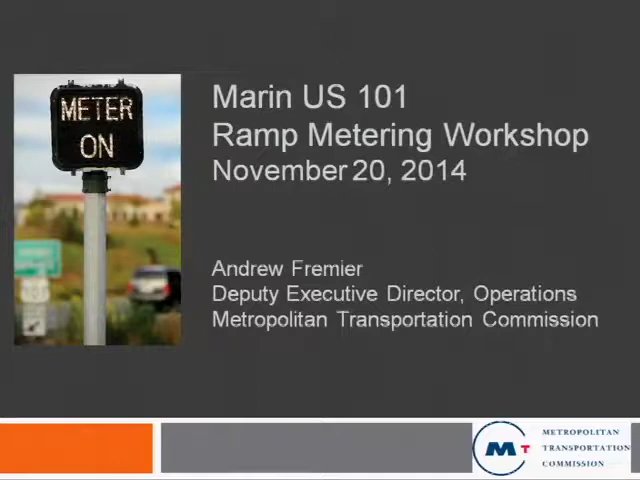 METER
ON
Marin US 101
Ramp Metering Workshop
November 20, 2014
Andrew Fremier
Deputy Executive Director, Operations
Metropolitan Transportation Commission
MT
METROPOLITAN
TRANSPORTATION
COMMISSION